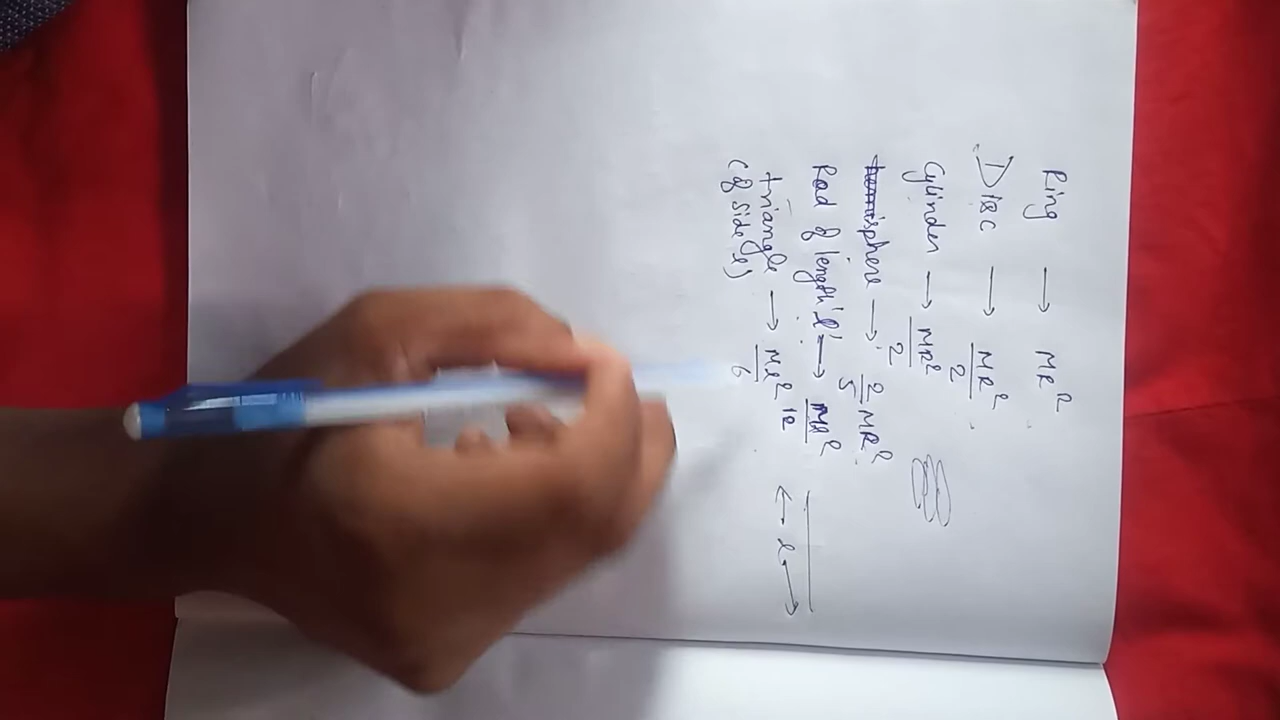 Ring → MR²
Disc → MR²/2
Cylinder → MR²/2
sphere → 2/5 MR²
Rod of length 'l' → Ml²/12
triangle → Ml²/6
(of side l)
← l →